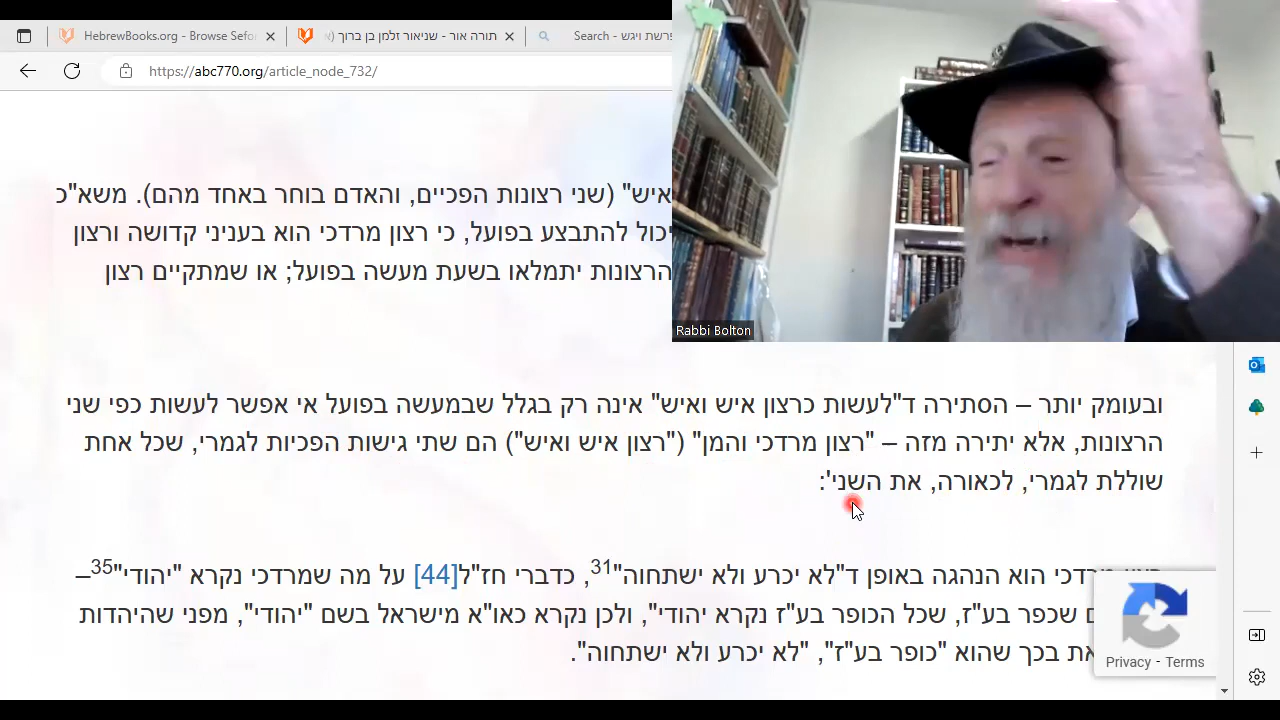 HebrewBooks.org - Browse Sefo
תורה אור - שניאור זלמן בן ברוך (א
פרשת ויגש - Search
https://abc770.org/article_node_732/
Rabbi Bolton
איש" (שני רצונות הפכיים, והאדם בוחר באחד מהם). משא"כ
יכול להתבצע בפועל, כי רצון מרדכי הוא בעניני קדושה ורצון
הרצונות יתמלאו בשעת מעשה בפועל; או שמתקיים רצון
ובעומק יותר – הסתירה ד"לעשות כרצון איש ואיש" אינה רק בגלל שבמעשה בפועל אי אפשר לעשות כפי שני
הרצונות, אלא יתירה מזה – "רצון מרדכי והמן" ("רצון איש ואיש") הם שתי גישות הפכיות לגמרי, שכל אחת
שוללת לגמרי, לכאורה, את השני':
מרדכי הוא הנהגה באופן ד"לא יכרע ולא ישתחוה"31, כדברי חז"ל[44] על מה שמרדכי נקרא "יהודי"35–
שכפר בע"ז, שכל הכופר בע"ז נקרא יהודי", ולכן נקרא כאו"א מישראל בשם "יהודי", מפני שהיהדות
בכך שהוא "כופר בע"ז", "לא יכרע ולא ישתחוה".
Privacy - Terms